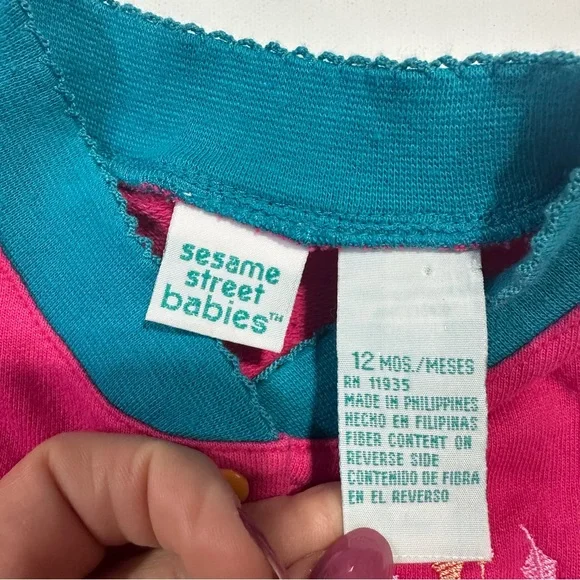 sesame
street
babies™
12 MOS./MESES
RN 11935
MADE IN PHILIPPINES
HECHO EN FILIPINAS
FIBER CONTENT ON
REVERSE SIDE
CONTENIDO DE FIBRA
EN EL REVERSO